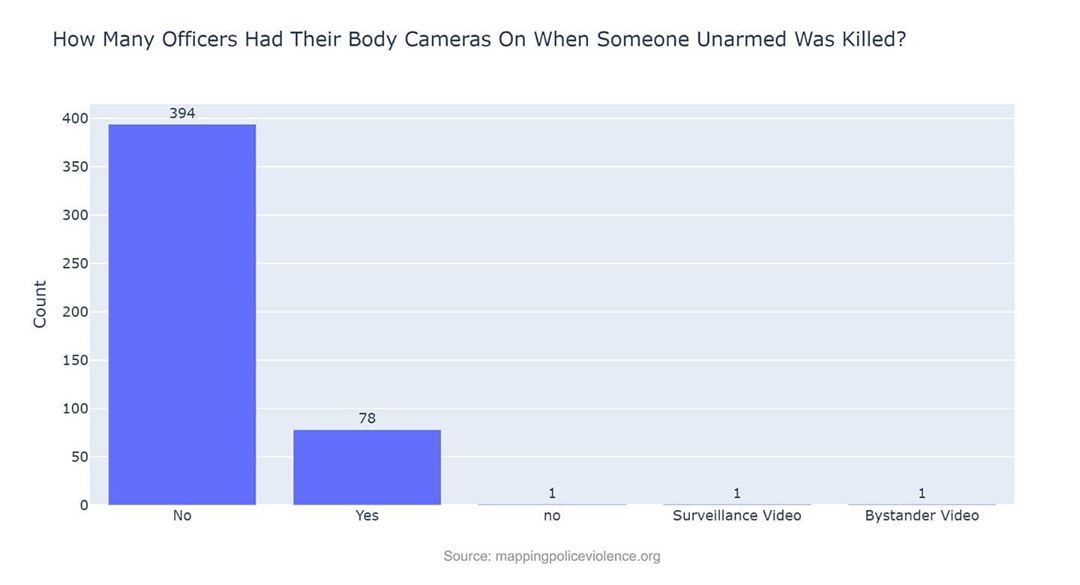 How Many Officers Had Their Body Cameras On When Someone Unarmed Was Killed?
400
350
300
250
200
150
100
50
0
Count
394
78
1
1
1
No
Yes
no
Surveillance Video
Bystander Video
Source: mappingpoliceviolence.org